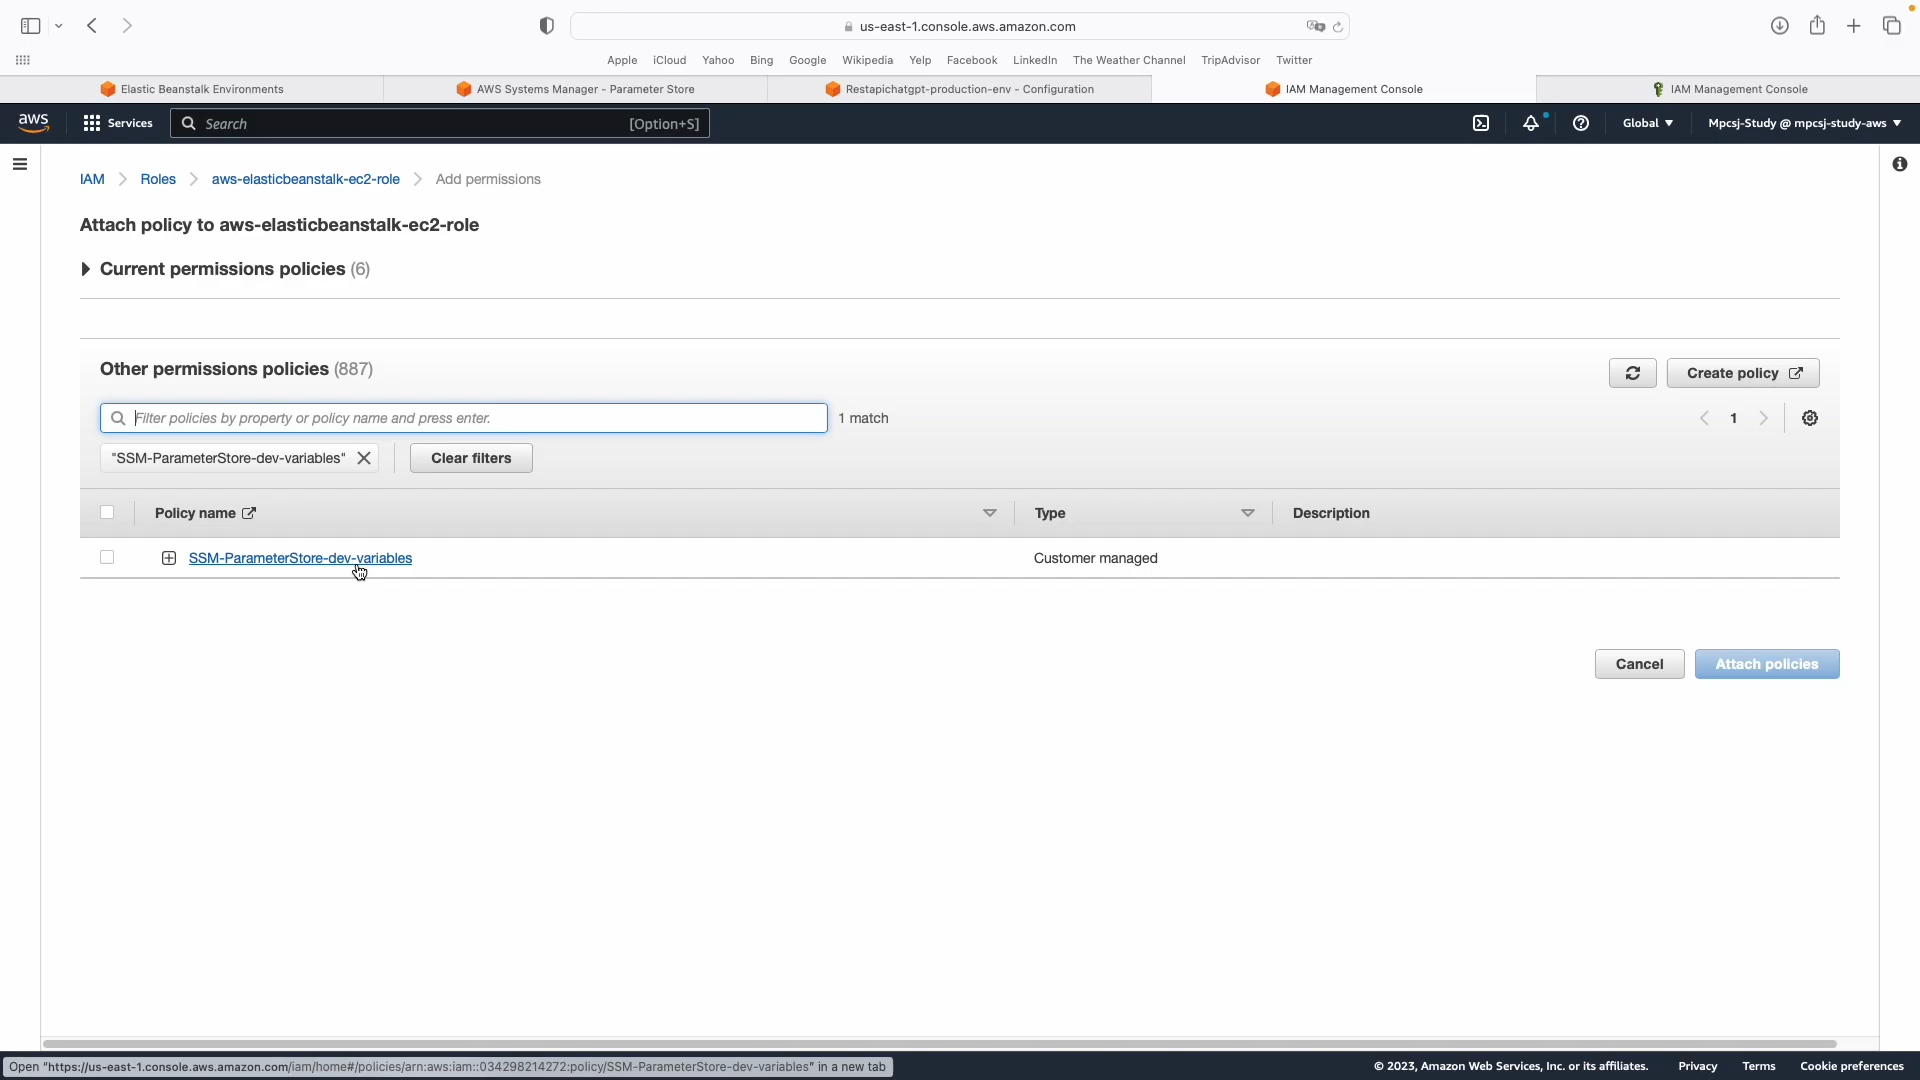 us-east-1.console.aws.amazon.com
Apple iCloud Yahoo Bing Google Wikipedia Yelp Facebook LinkedIn The Weather Channel TripAdvisor Twitter
Elastic Beanstalk Environments AWS Systems Manager - Parameter Store Restapichatgpt-production-env - Configuration IAM Management Console IAM Management Console
aws Services Search [Option+S] Global Mpcsj-Study @ mpcsj-study-aws
IAM Roles aws-elasticbeanstalk-ec2-role Add permissions
Attach policy to aws-elasticbeanstalk-ec2-role
Current permissions policies (6)
Other permissions policies (887)
Create policy
Filter policies by property or policy name and press enter. 1 match 1
"SSM-ParameterStore-dev-variables" Clear filters
Policy name Type Description
SSM-ParameterStore-dev-variables Customer managed
Cancel Attach policies
Open "https://us-east-1.console.aws.amazon.com/iam/home#/policies/arn:aws:iam::034298214272:policy/SSM-ParameterStore-dev-variables" in a new tab © 2023, Amazon Web Services, Inc. or its affiliates. Privacy Terms Cookie preferences